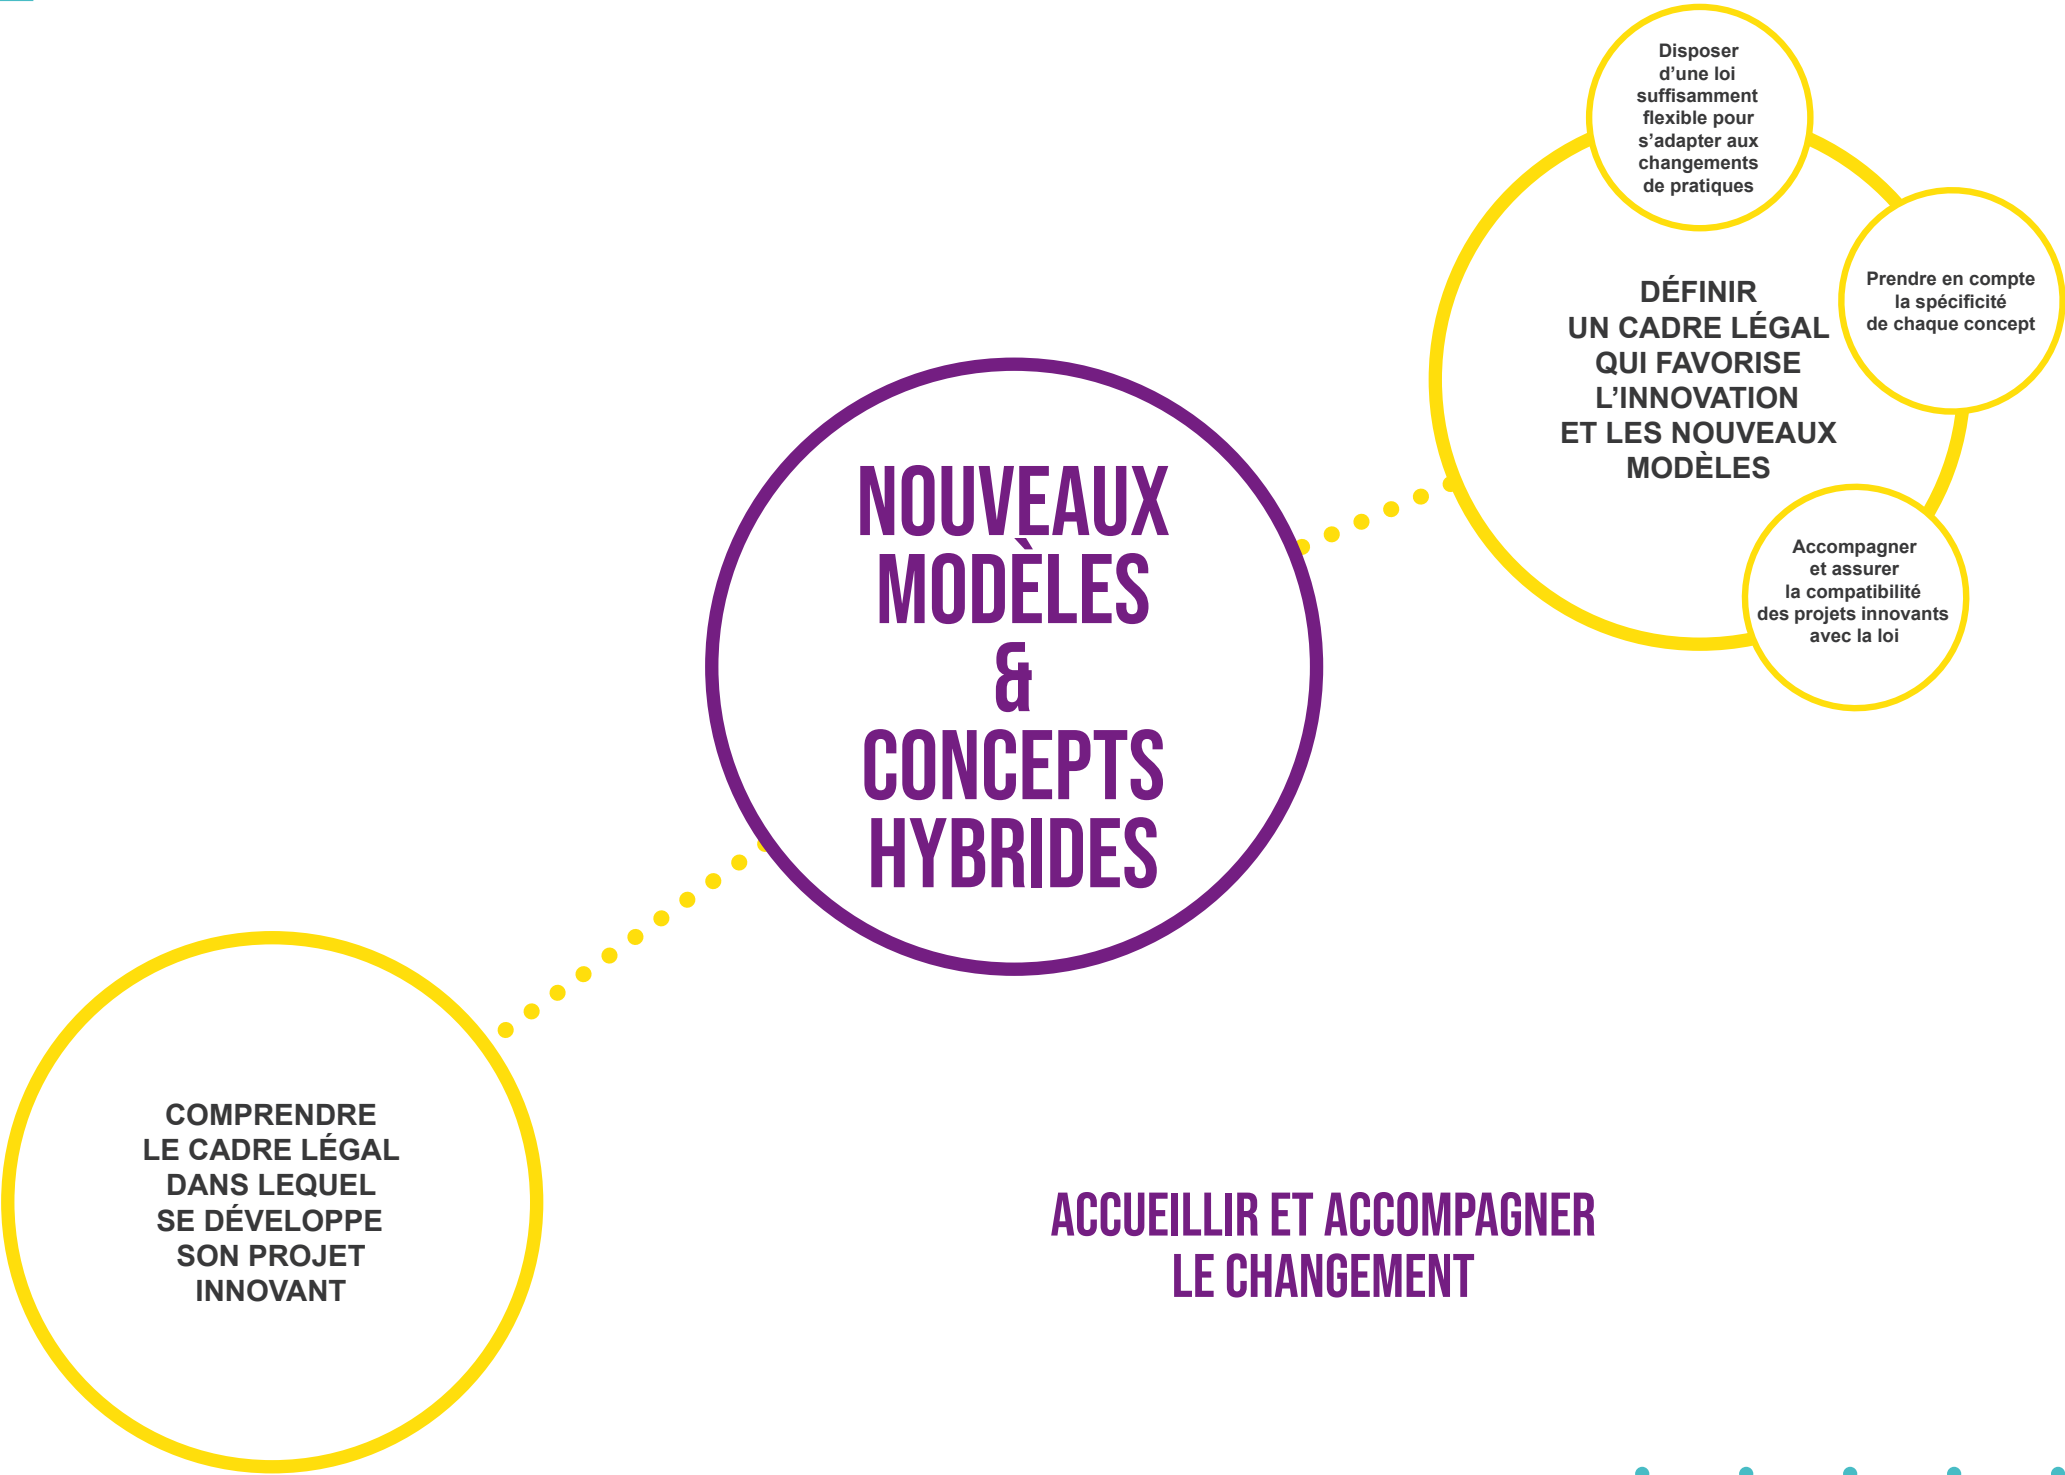 Disposer
d’une loi
suffisamment
flexible pour
s’adapter aux
changements
de pratiques
Prendre en compte
la spécificité
de chaque concept
DÉFINIR
UN CADRE LÉGAL
QUI FAVORISE
L’INNOVATION
ET LES NOUVEAUX
MODÈLES
Accompagner
et assurer
la compatibilité
des projets innovants
avec la loi
NOUVEAUX
MODÈLES
&
CONCEPTS
HYBRIDES
COMPRENDRE
LE CADRE LÉGAL
DANS LEQUEL
SE DÉVELOPPE
SON PROJET
INNOVANT
ACCUEILLIR ET ACCOMPAGNER
LE CHANGEMENT